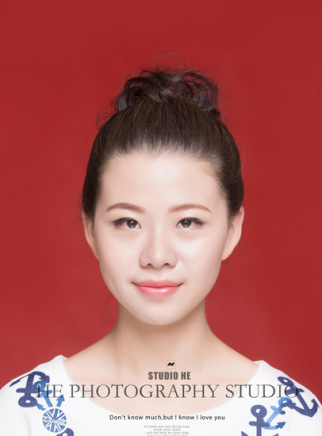 STUDIO HE
HE PHOTOGRAPHY STUDIO
Don't know much,but I know i love you